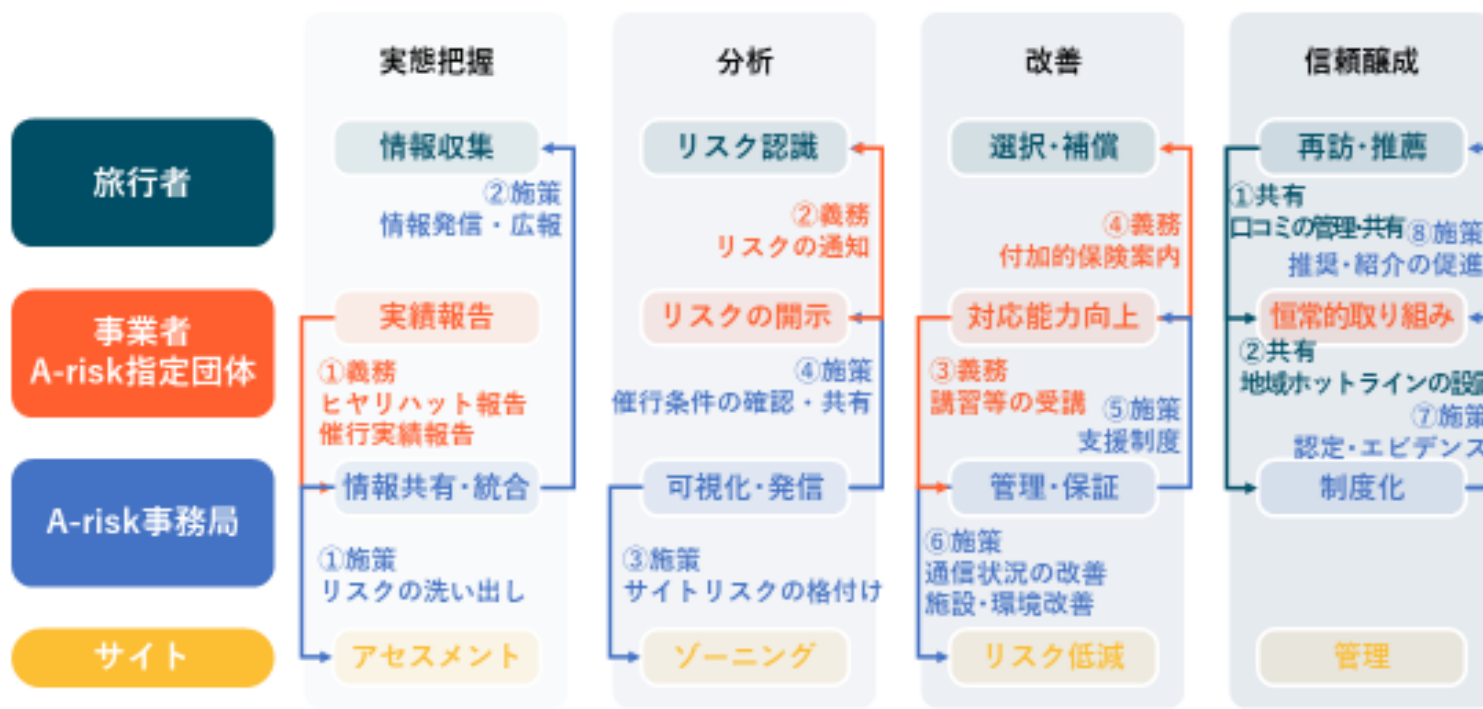 実態把握
分析
改善
信頼醸成
旅行者
情報収集
リスク認識
選択・補償
再訪・推薦
②施策
情報発信・広報
②義務
リスクの通知
④義務
付加的保険案内
①共有
口コミの管理・共有
⑧施策
推奨・紹介の促進
事業者
A-risk指定団体
実績報告
リスクの開示
対応能力向上
恒常的取り組み
①義務
ヒヤリハット報告
催行実績報告
④施策
催行条件の確認・共有
③義務
講習等の受講
⑤施策
支援制度
②共有
地域ホットラインの設置
⑦施策
認定・エビデンス
A-risk事務局
情報共有・統合
可視化・発信
管理・保証
制度化
①施策
リスクの洗い出し
③施策
サイトリスクの格付け
⑥施策
通信状況の改善
施設・環境改善
サイト
アセスメント
ゾーニング
リスク低減
管理